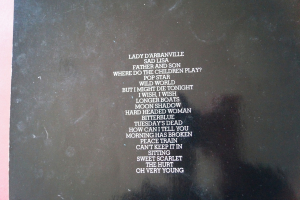 LADY D'ARBANVILLE
SAD LISA
FATHER AND SON
WHERE DO THE CHILDREN PLAY?
POP STAR
WILD WORLD
BUT I MIGHT DIE TONIGHT
I WISH, I WISH
LONGER BOATS
MOON SHADOW
HARD HEADED WOMAN
BITTERBLUE
TUESDAY'S DEAD
HOW CAN I TELL YOU
MORNING HAS BROKEN
PEACE TRAIN
CAN'T KEEP IT IN
SITTING
SWEET SCARLET
THE HURT
OH VERY YOUNG